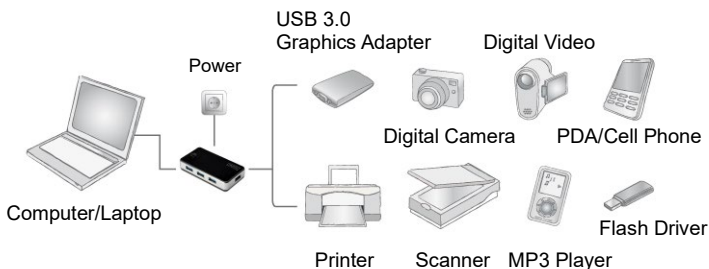 USB 3.0
Graphics Adapter
Digital Video
Power
Digital Camera
PDA/Cell Phone
Computer/Laptop
Flash Driver
Printer
Scanner
MP3 Player